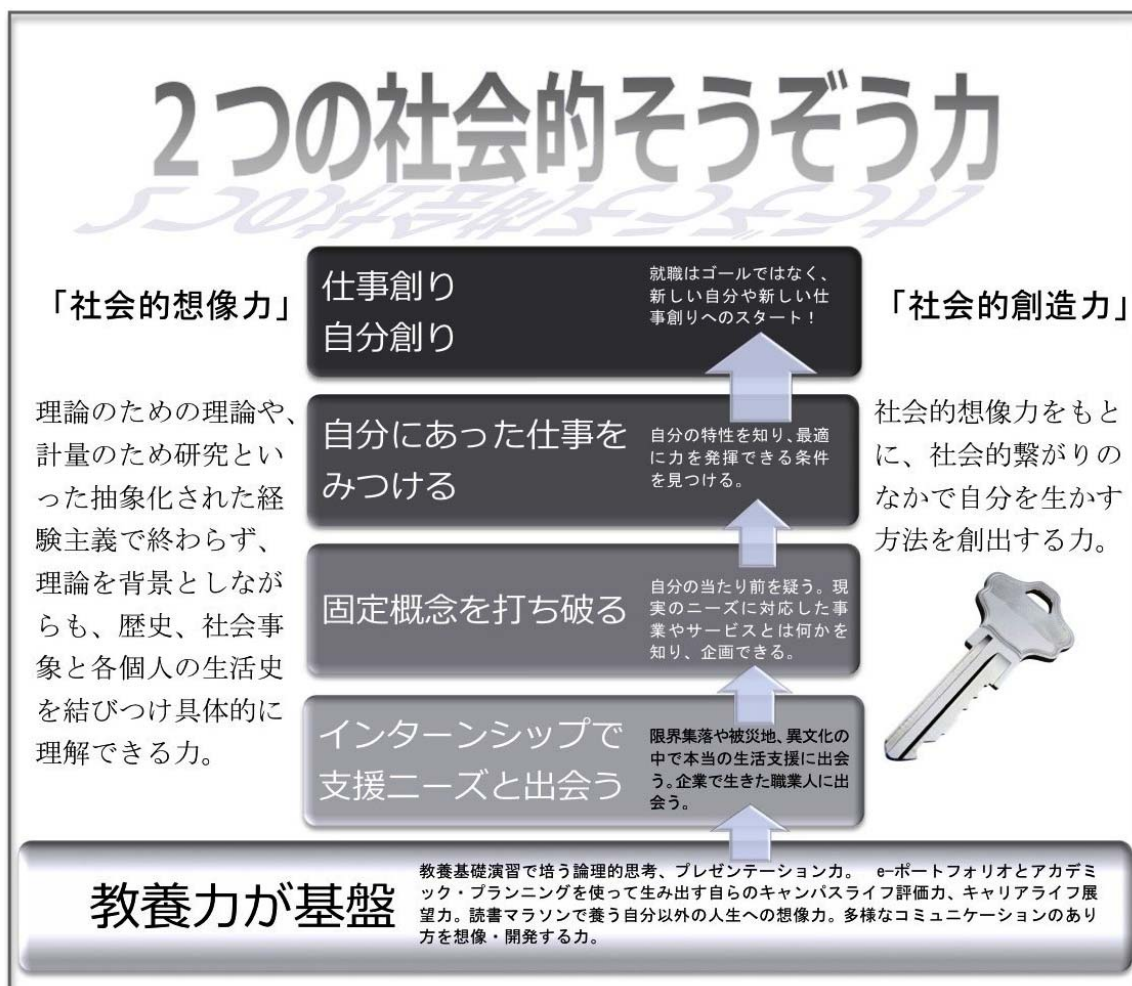 2つの社会的そうぞう力
「社会的想像力」
理論のための理論や、
計量のため研究とい
った抽象化された経
験主義で終わらず、
理論を背景としなが
らも、歴史、社会事
象と各個人の生活史
を結びつけ具体的に
理解できる力。
仕事創り
自分創り
就職はゴールではなく、
新しい自分や新しい仕
事創りへのスタート！
自分にあった仕事を
みつける
自分の特性を知り、最適
に力を発揮できる条件
を見つける。
固定概念を打ち破る
自分の当たり前を疑う。現
実のニーズに対応した事
業やサービスとは何かを
知り、企画できる。
インターンシップで
支援ニーズと出会う
限界集落や被災地、異文化の
中で本当の生活支援に出会
う。企業で生きた職業人に出
会う。
「社会的創造力」
社会的想像力をもと
に、社会的繋がりの
なかで自分を生かす
方法を創出する力。
教養力が基盤
教養基礎演習で培う論理的思考、プレゼンテーション力。 e-ポートフォリオとアカデミ
ック・プランニングを使って生み出す自らのキャンパスライフ評価力、キャリアライフ展
望力。読書マラソンで養う自分以外の人生への想像力。多様なコミュニケーションのあり
方を想像・開発する力。